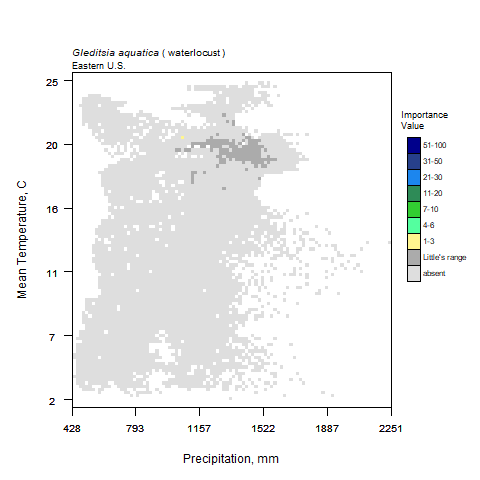 Gleditsia aquatica ( waterlocust )
Eastern U.S.
25
20
16
11
7
2
Mean Temperature, C
428 793 1157 1522 1887 2251
Precipitation, mm
Importance
Value
51-100
31-50
21-30
11-20
7-10
4-6
1-3
Little's range
absent